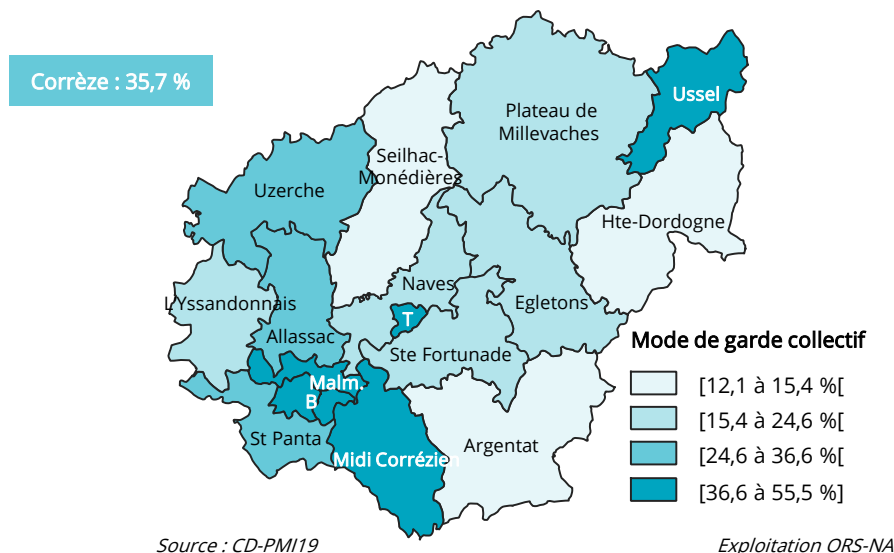 Corrèze : 35,7 %
Ussel
Plateau de
Millevaches
Seilhac-
Monédières
Uzerche
Hte-Dordogne
Naves
L'Yssandonnais
Egletons
T
Allassac
Ste Fortunade
Malm.
B
St Panta
Midi Corrézien
Argentat
Mode de garde collectif
[12,1 à 15,4 %[
[15,4 à 24,6 %[
[24,6 à 36,6 %[
[36,6 à 55,5 %]
Source : CD-PMI19
Exploitation ORS-NA